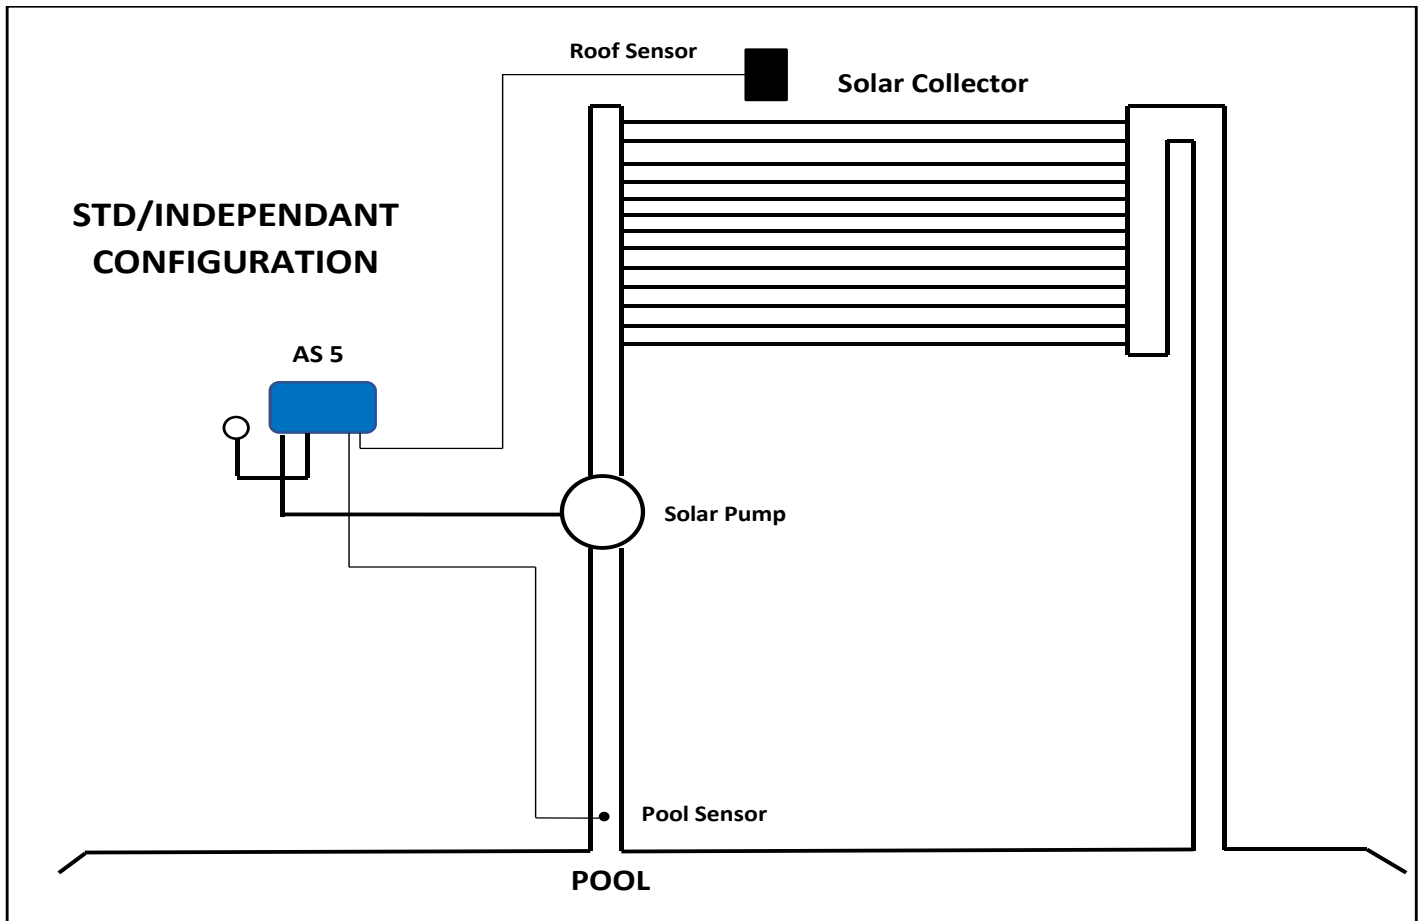 Roof Sensor
Solar Collector
STD/INDEPENDANT
CONFIGURATION
AS 5
Solar Pump
Pool Sensor
POOL